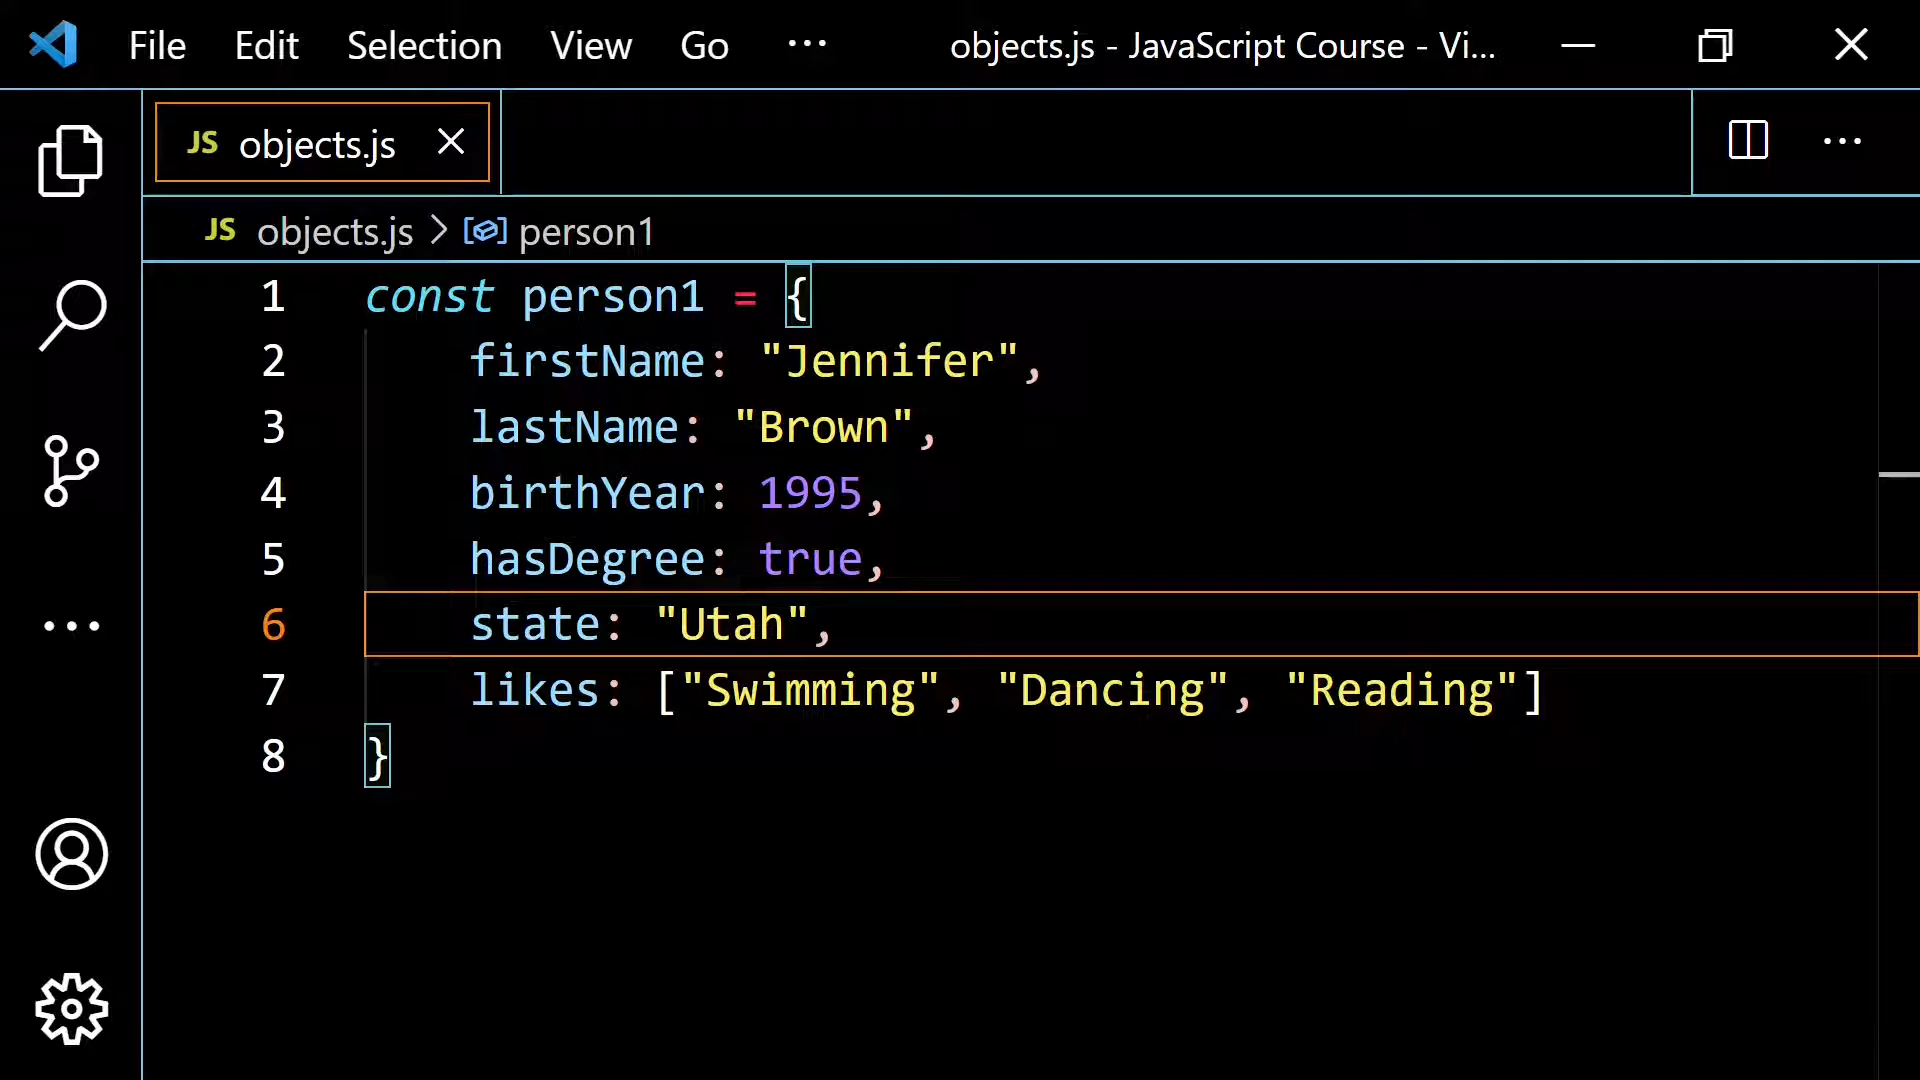 File Edit Selection View Go ··· objects.js - JavaScript Course - Vi...
JS objects.js
JS objects.js > person1
1 const person1 = {
2 firstName: "Jennifer",
3 lastName: "Brown",
4 birthYear: 1995,
5 hasDegree: true,
6 state: "Utah",
7 likes: ["Swimming", "Dancing", "Reading"]
8 }